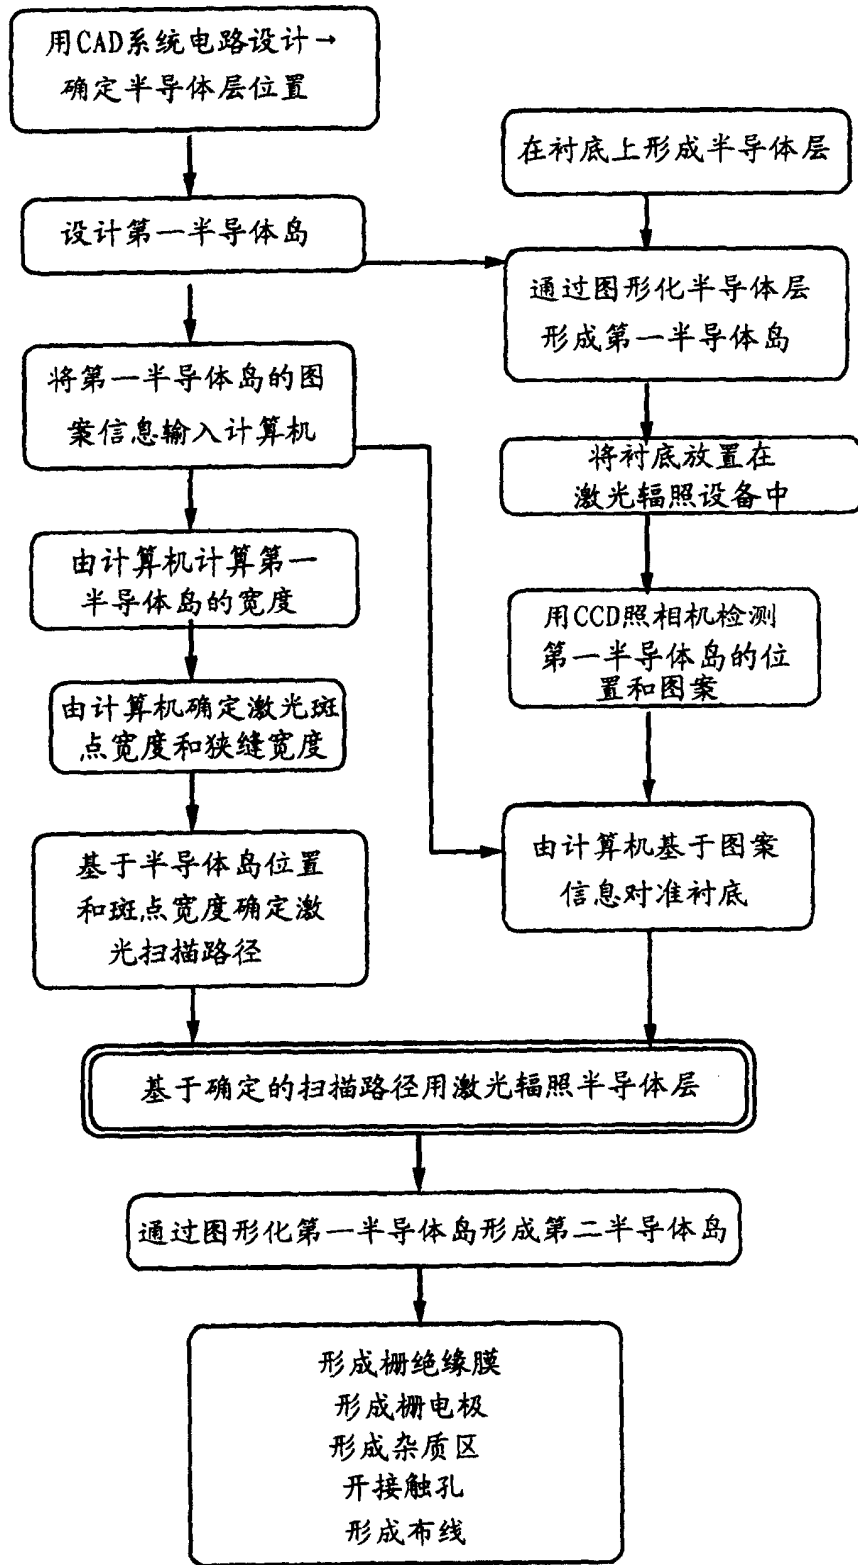 用CAD系统电路设计→
确定半导体层位置
设计第一半导体岛
将第一半导体岛的图
案信息输入计算机
由计算机计算第一
半导体岛的宽度
由计算机确定激光斑
点宽度和狭缝宽度
基于半导体岛位置
和斑点宽度确定激
光扫描路径
在衬底上形成半导体层
通过图形化半导体层
形成第一半导体岛
将衬底放置在
激光辐照设备中
用CCD照相机检测
第一半导体岛的位
置和图案
由计算机基于图案
信息对准衬底
基于确定的扫描路径用激光辐照半导体层
通过图形化第一半导体岛形成第二半导体岛
形成栅绝缘膜
形成栅电极
形成杂质区
开接触孔
形成布线